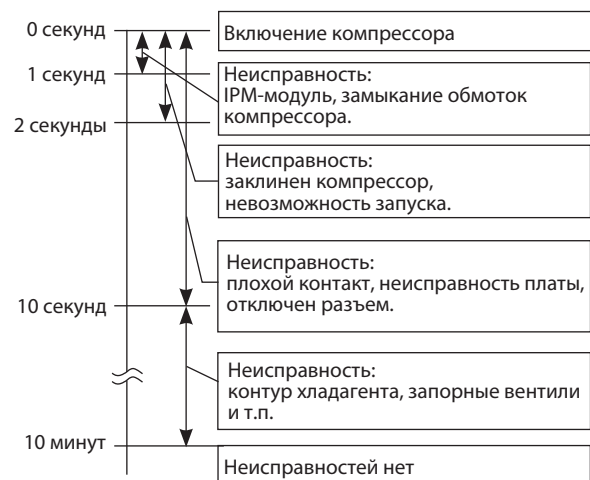 0 секунд
Включение компрессора
1 секунд
Неисправность:
IPM-модуль, замыкание обмоток
компрессора.
2 секунды
Неисправность:
заклинен компрессор,
невозможность запуска.
Неисправность:
плохой контакт, неисправность платы,
отключен разъем.
10 секунд
Неисправность:
контур хладагента, запорные вентили
и т.п.
10 минут
Неисправностей нет